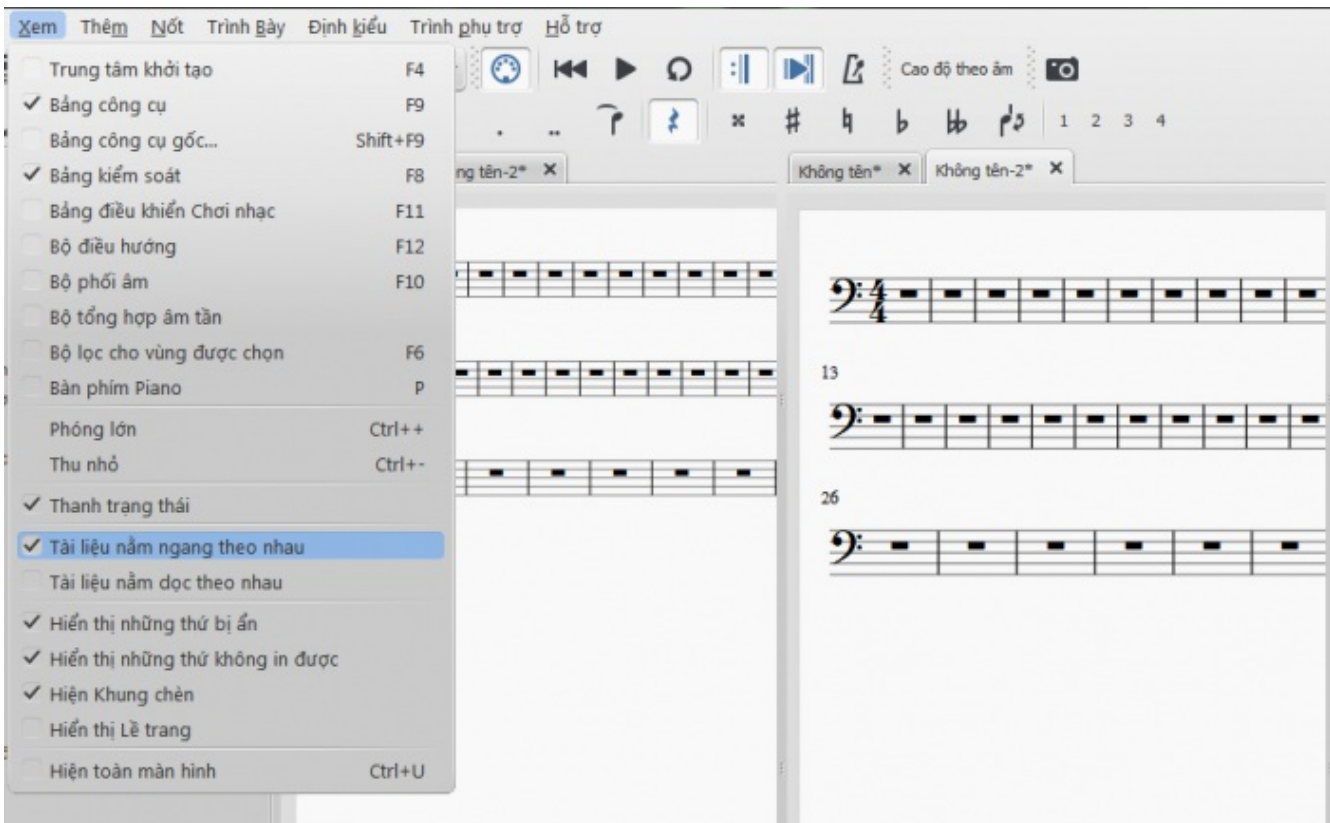 Xem Thêm Nốt Trình Bày Định kiểu Trình phụ trợ Hỗ trợ
Trung tâm khởi tạo F4
Bảng công cụ F9
Bảng công cụ gốc... Shift+F9
Bảng kiểm soát F8
Bảng điều khiển Chơi nhạc F11
Bộ điều hướng F12
Bộ phối âm F10
Bộ tổng hợp âm tần
Bộ lọc cho vùng được chọn F6
Bàn phím Piano P
Phóng lớn Ctrl++
Thu nhỏ Ctrl+-
Thanh trạng thái
Tài liệu nằm ngang theo nhau
Tài liệu nằm dọc theo nhau
Hiển thị những thứ bị ẩn
Hiển thị những thứ không in được
Hiện Khung chèn
Hiển thị Lề trang
Hiện toàn màn hình Ctrl+U
Cao độ theo âm
1 2 3 4
ng tên-2*
Không tên* Không tên-2*
4
4
13
26